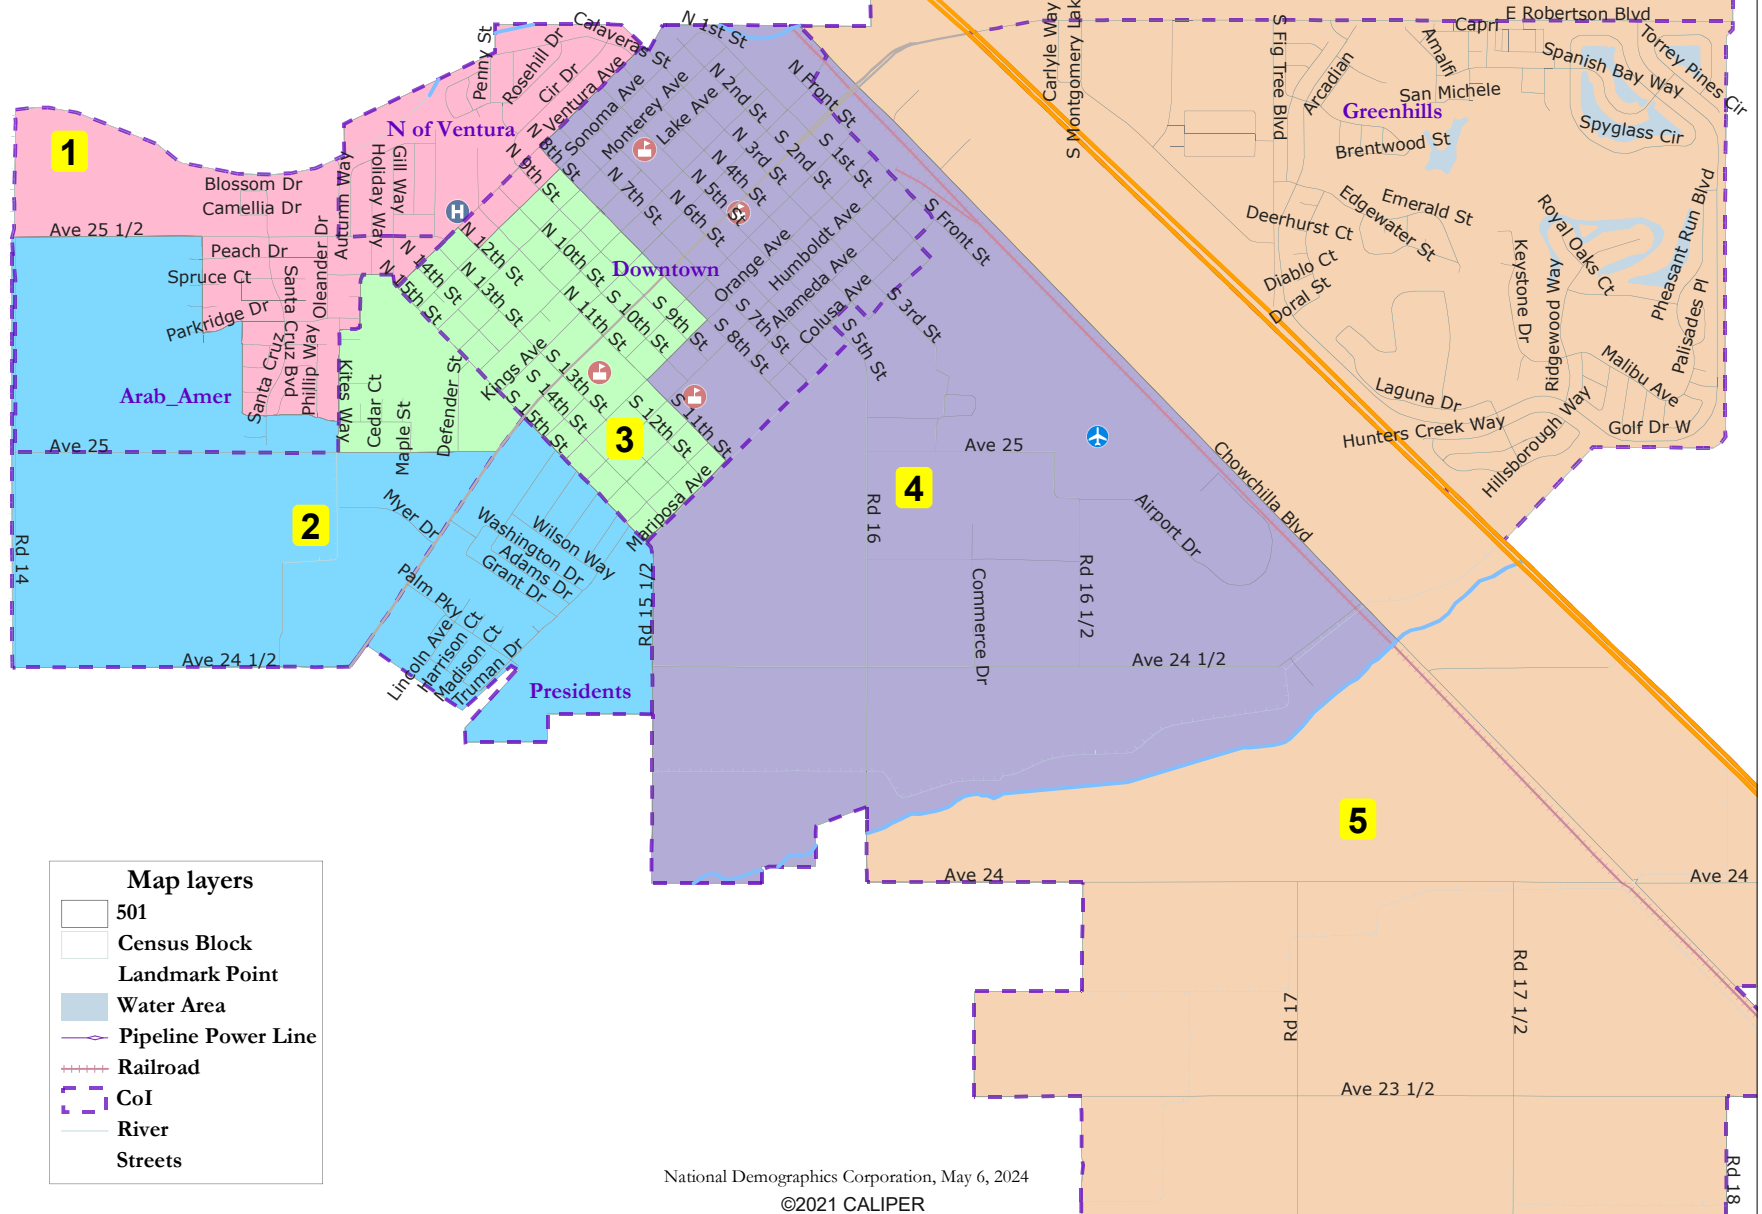 E Robertson Blvd
Carlyle Way
S Montgomery Lak
S Fig Tree Blvd
Arcadian
Amalfi
Capri
Torrey Pines Cir
Spanish Bay Way
San Michele
Greenhills
Spyglass Cir
Brentwood St
Edgewater St
Emerald St
Royal Oaks Ct
Pheasant Run Blvd
Deerhurst Ct
Diablo Ct
Doral St
Keystone Dr
Ridgewood Way
Palisades Pl
Malibu Ave
Laguna Dr
Hunters Creek Way
Hillsborough Way
Golf Dr W
Calaveras St
N 1st St
Penny St
Rosehill Dr
Cir Dr
N Ventura Ave
Sonoma Ave
Monterey Ave
Lake Ave
N 2nd St
N Front St
N of Ventura
1
N 8th St
N 9th St
N 3rd St
S 2nd St
S 1st St
N 4th St
N 5th St
N 6th St
N 7th St
Blossom Dr
Camellia Dr
Autumn Way
Holiday Way
Gill Way
H
Ave 25 1/2
Peach Dr
Spruce Ct
Parkridge Dr
Santa Cruz Blvd
Oleander Dr
Santa Cruz
Phillip Way
N 12th St
N 14th St
N 13th St
N 15th St
N 10th St
N 11th St
S 10th St
S 9th St
Downtown
Orange Ave
Humboldt Ave
Alameda Ave
Colusa Ave
S Front St
S 3rd St
S 5th St
S 7th St
S 8th St
Arab_Amer
Kites Way
Cedar Ct
Maple St
Defender St
Kings Ave
S 13th St
S 14th St
S 15th St
S 12th St
S 11th St
3
Mariposa Ave
Ave 25
2
Rd 14
Myer Dr
Washington Dr
Wilson Way
Adams Dr
Grant Dr
Palm Pky
Lincoln Ave
Harrison Ct
Madison Ct
Truman Dr
Presidents
Rd 15 1/2
Ave 24 1/2
4
Ave 25
Rd 16
Airport Dr
Chowchilla Blvd
Commerce Dr
Rd 16 1/2
Ave 24 1/2
5
Ave 24
Ave 24
Rd 17
Rd 17 1/2
Ave 23 1/2
Rd 18
Map layers
501
Census Block
Landmark Point
Water Area
Pipeline Power Line
Railroad
CoI
River
Streets
National Demographics Corporation, May 6, 2024
©2021 CALIPER